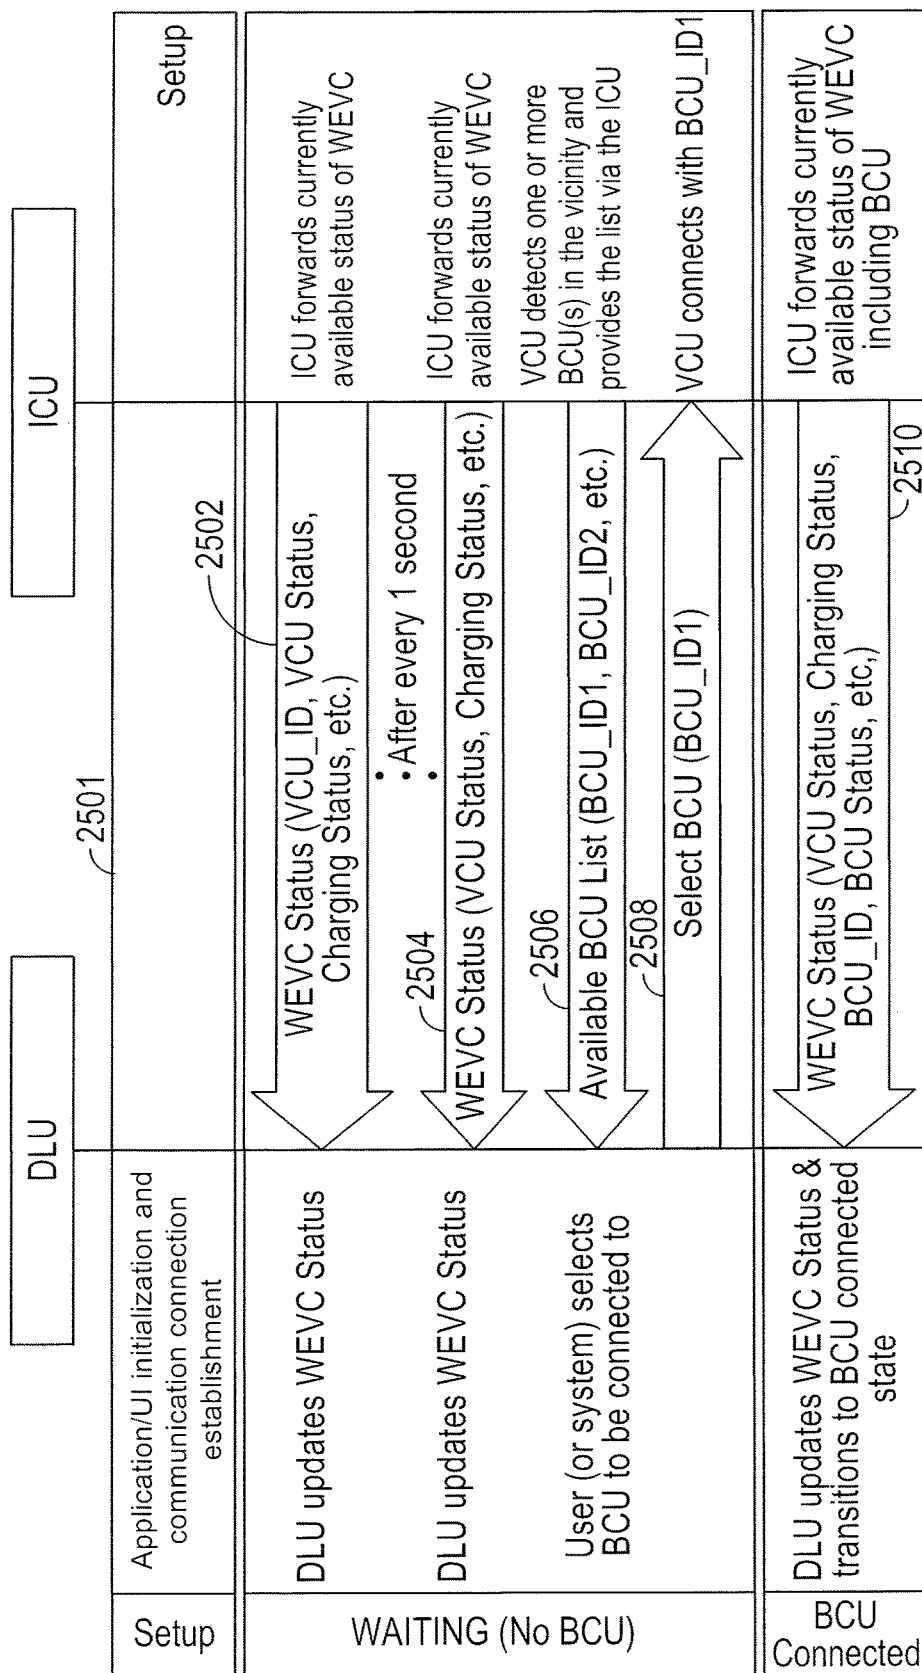 DLU
ICU
2501
Setup
Application/UI initialization and
communication connection
establishment
Setup
WAITING (No BCU)
DLU updates WEVC Status
WEVC Status (VCU_ID, VCU Status,
Charging Status, etc.)
2502
ICU forwards currently
available status of WEVC
After every 1 second
DLU updates WEVC Status
2504
WEVC Status (VCU Status, Charging Status, etc.)
ICU forwards currently
available status of WEVC
User (or system) selects
BCU to be connected to
2506
Available BCU List (BCU_ID1, BCU_ID2, etc.)
VCU detects one or more
BCU(s) in the vicinity and
provides the list via the ICU
2508
Select BCU (BCU_ID1)
VCU connects with BCU_ID1
BCU
Connected
DLU updates WEVC Status &
transitions to BCU connected
state
WEVC Status (VCU Status, Charging Status,
BCU_ID, BCU Status, etc,)
2510
ICU forwards currently
available status of WEVC
including BCU